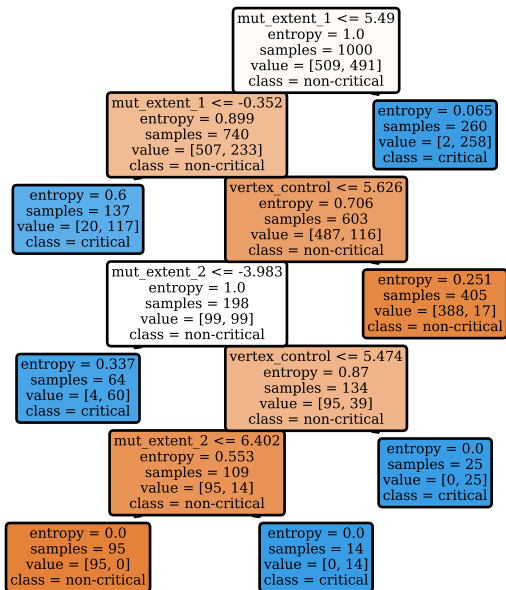 mut_extent_1 <= 5.49
entropy = 1.0
samples = 1000
value = [509, 491]
class = non-critical
mut_extent_1 <= -0.352
entropy = 0.899
samples = 740
value = [507, 233]
class = non-critical
entropy = 0.065
samples = 260
value = [2, 258]
class = critical
entropy = 0.6
samples = 137
value = [20, 117]
class = critical
vertex_control <= 5.626
entropy = 0.706
samples = 603
value = [487, 116]
class = non-critical
mut_extent_2 <= -3.983
entropy = 1.0
samples = 198
value = [99, 99]
class = non-critical
entropy = 0.251
samples = 405
value = [388, 17]
class = non-critical
entropy = 0.337
samples = 64
value = [4, 60]
class = critical
vertex_control <= 5.474
entropy = 0.87
samples = 134
value = [95, 39]
class = non-critical
mut_extent_2 <= 6.402
entropy = 0.553
samples = 109
value = [95, 14]
class = non-critical
entropy = 0.0
samples = 25
value = [0, 25]
class = critical
entropy = 0.0
samples = 95
value = [95, 0]
class = non-critical
entropy = 0.0
samples = 14
value = [0, 14]
class = critical